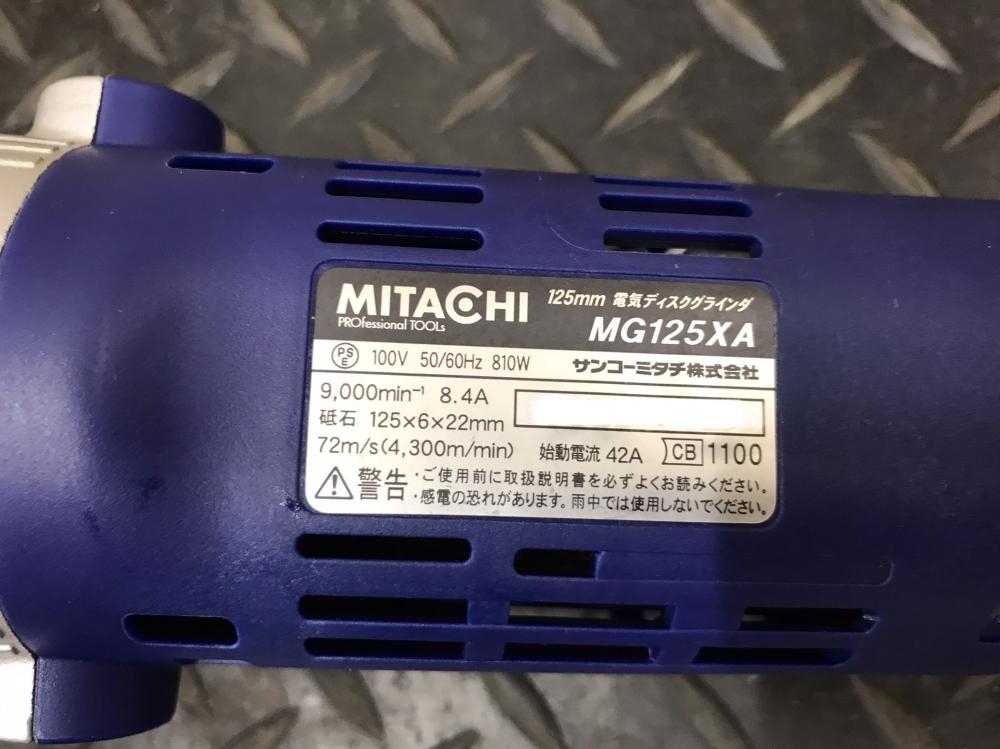 MITACHI
PROfessional TOOLs
125mm 電気ディスクグラインダ
MG125XA
PSE 100V 50/60Hz 810W サンコーミタチ株式会社
9,000min⁻¹ 8.4A
砥石 125×6×22mm
72m/s(4,300m/min) 始動電流 42A CB 1100
警告 ・ご使用前に取扱説明書を必ずよくお読みください。
・感電の恐れがあります。雨中では使用しないでください。